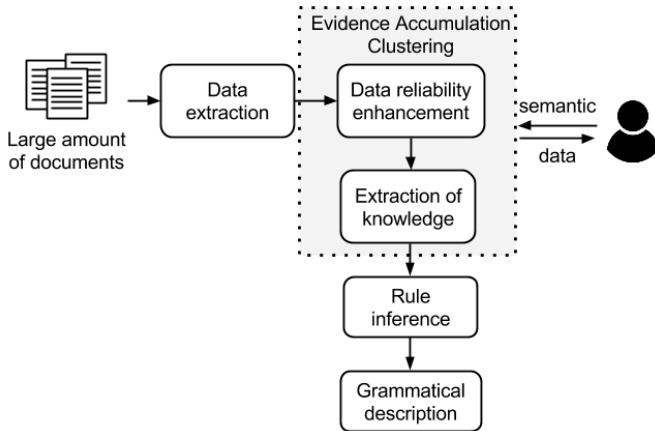 Evidence Accumulation
Clustering
Large amount
of documents
Data
extraction
Data reliability
enhancement
semantic
data
Extraction of
knowledge
Rule
inference
Grammatical
description